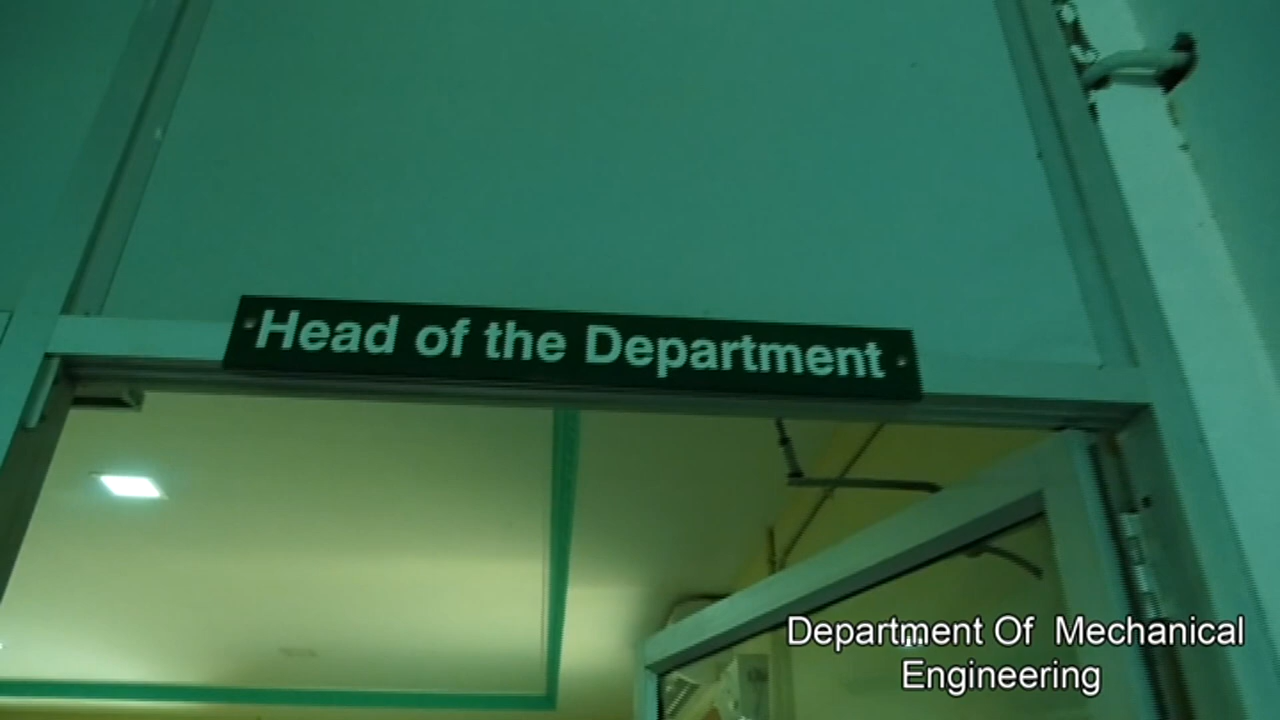 Head of the Department
Department Of Mechanical
Engineering